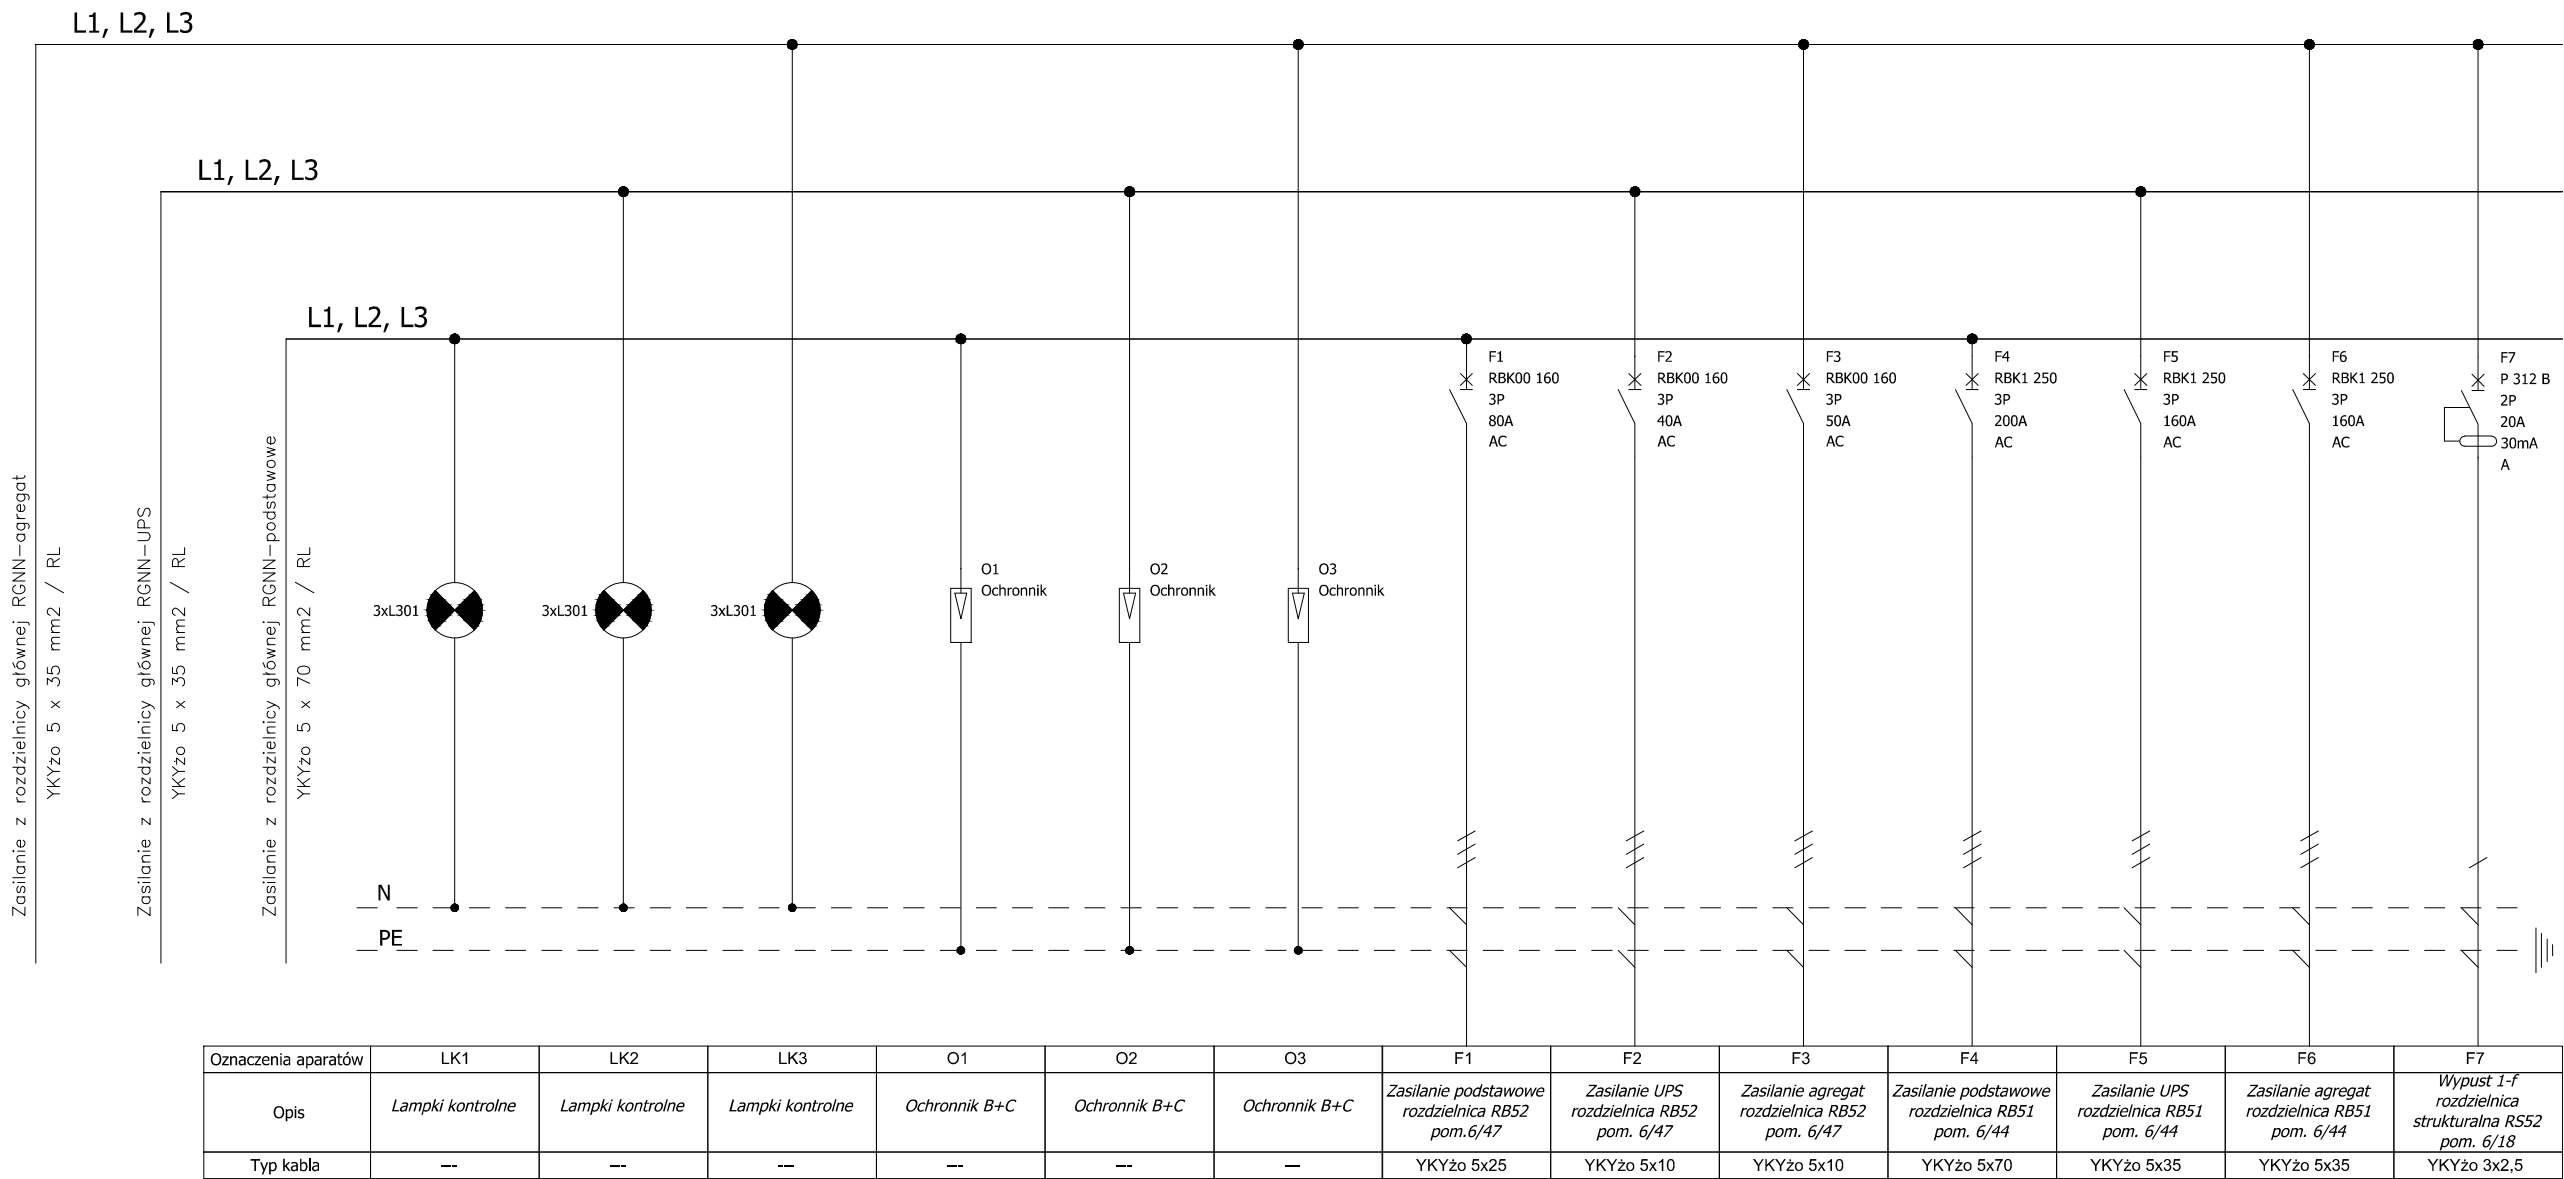 L1, L2, L3
L1, L2, L3
L1, L2, L3
Zasilanie z rozdzielnicy głównej RGNN-agregat
YKYżo 5 x 35 mm2 / RL
Zasilanie z rozdzielnicy głównej RGNN-UPS
YKYżo 5 x 35 mm2 / RL
Zasilanie z rozdzielnicy głównej RGNN-podstawowe
YKYżo 5 x 70 mm2 / RL
3xL301
3xL301
3xL301
O1
Ochronnik
O2
Ochronnik
O3
Ochronnik
F1
RBK00 160
3P
80A
AC
F2
RBK00 160
3P
40A
AC
F3
RBK00 160
3P
50A
AC
F4
RBK1 250
3P
200A
AC
F5
RBK1 250
3P
160A
AC
F6
RBK1 250
3P
160A
AC
F7
P 312 B
2P
20A
30mA
A
N
PE
Oznaczenia aparatów
LK1
LK2
LK3
O1
O2
O3
F1
F2
F3
F4
F5
F6
F7
Opis
Lampki kontrolne
Lampki kontrolne
Lampki kontrolne
Ochronnik B+C
Ochronnik B+C
Ochronnik B+C
Zasilanie podstawowe
rozdzielnica RB52
pom.6/47
Zasilanie UPS
rozdzielnica RB52
pom. 6/47
Zasilanie agregat
rozdzielnica RB52
pom. 6/47
Zasilanie podstawowe
rozdzielnica RB51
pom. 6/44
Zasilanie UPS
rozdzielnica RB51
pom. 6/44
Zasilanie agregat
rozdzielnica RB51
pom. 6/44
Wypust 1-f
rozdzielnica
strukturalna RS52
pom. 6/18
Typ kabla
---
---
---
---
---
—
YKYżo 5x25
YKYżo 5x10
YKYżo 5x10
YKYżo 5x70
YKYżo 5x35
YKYżo 5x35
YKYżo 3x2,5